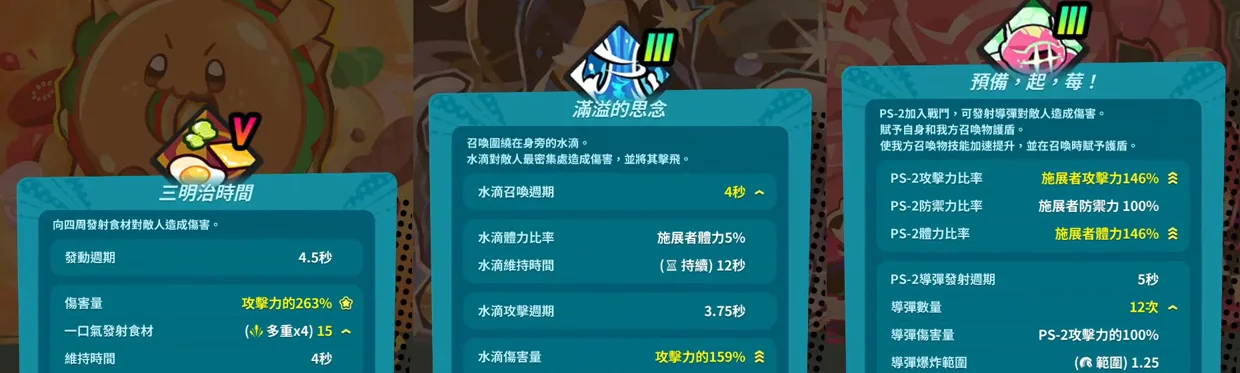 V
三明治時間
向四周發射食材對敵人造成傷害。
發動週期 4.5秒
傷害量 攻擊力的263%
一口氣發射食材 (多重x4) 15
維持時間 4秒
III
滿溢的思念
召喚圍繞在身旁的水滴。
水滴對敵人最密集處造成傷害，並將其擊飛。
水滴召喚週期 4秒
水滴體力比率 施展者體力5%
水滴維持時間 (持續) 12秒
水滴攻擊週期 3.75秒
水滴傷害量 攻擊力的159%
III
預備，起，莓！
PS-2加入戰鬥，可發射導彈對敵人造成傷害。
賦予自身和我方召喚物護盾。
使我方召喚物技能加速提升，並在召喚時賦予護盾。
PS-2攻擊力比率 施展者攻擊力146%
PS-2防禦力比率 施展者防禦力 100%
PS-2體力比率 施展者體力146%
PS-2導彈發射週期 5秒
導彈數量 12次
導彈傷害量 PS-2攻擊力的100%
導彈爆炸範圍 (範圍) 1.25